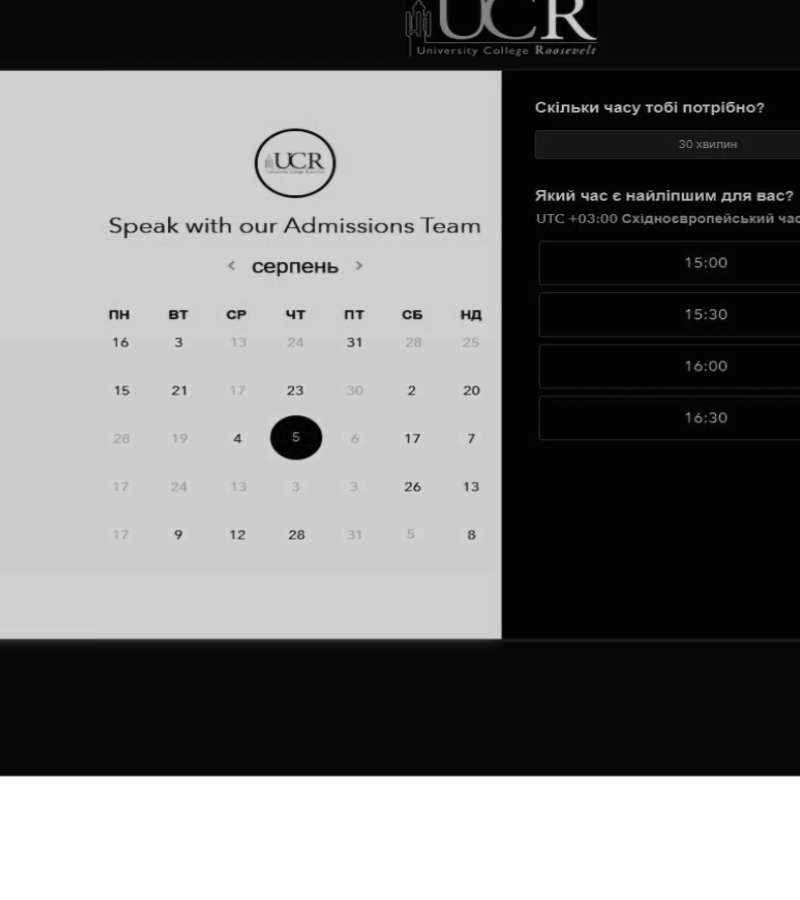 UCR
University College Roosevelt
UCR
Speak with our Admissions Team
< серпень >
ПН ВТ СР ЧТ ПТ СБ НД
16 3 13 24 31 28 25
15 21 17 23 30 2 20
28 19 4 5 6 17 7
17 24 13 3 3 26 13
17 9 12 28 31 5 8
Скільки часу тобі потрібно?
30 хвилин
Який час є найліпшим для вас?
UTC +03:00 Східноєвропейський час
15:00
15:30
16:00
16:30